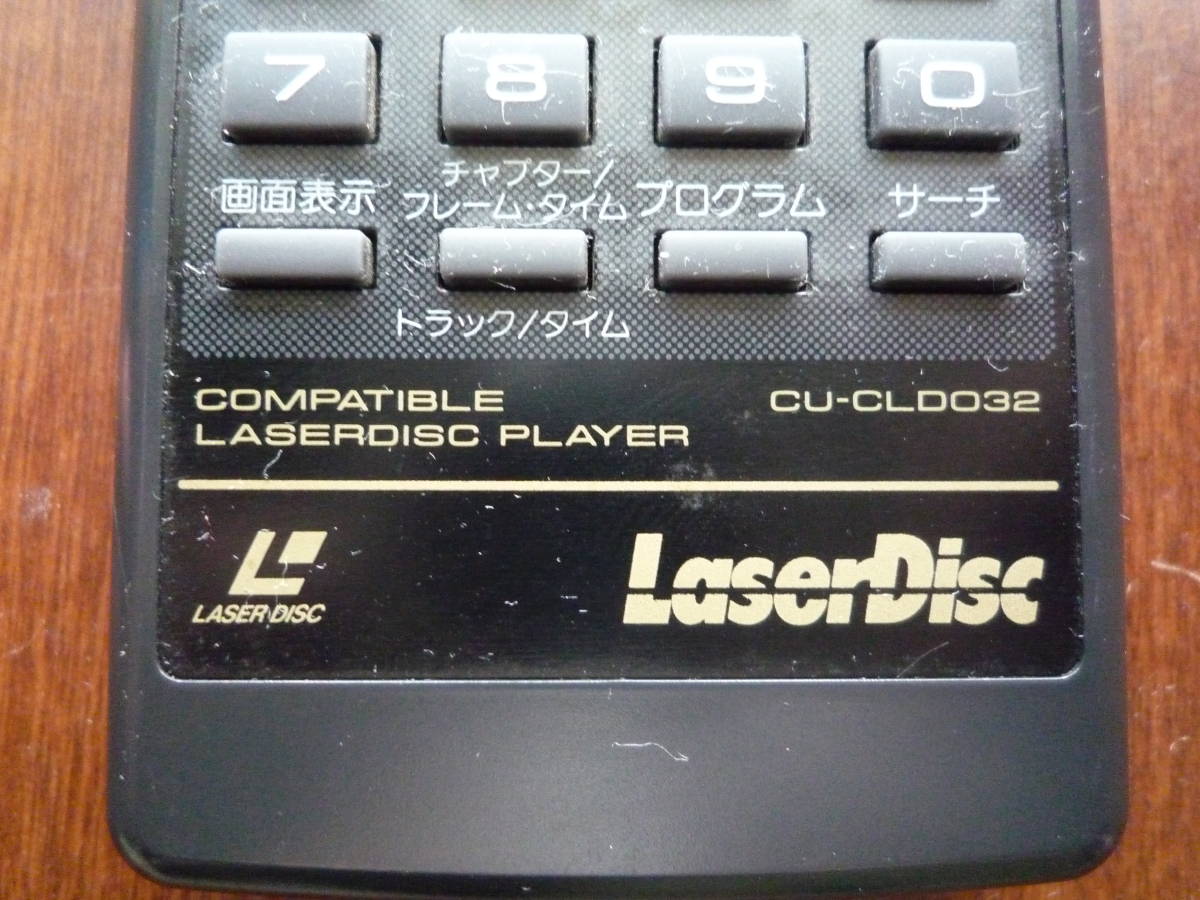 7 8 9 0
画面表示 チャプター/ プログラム サーチ
フレーム・タイム
トラック/タイム
COMPATIBLE CU-CLD032
LASERDISC PLAYER
LASER DISC LaserDisc